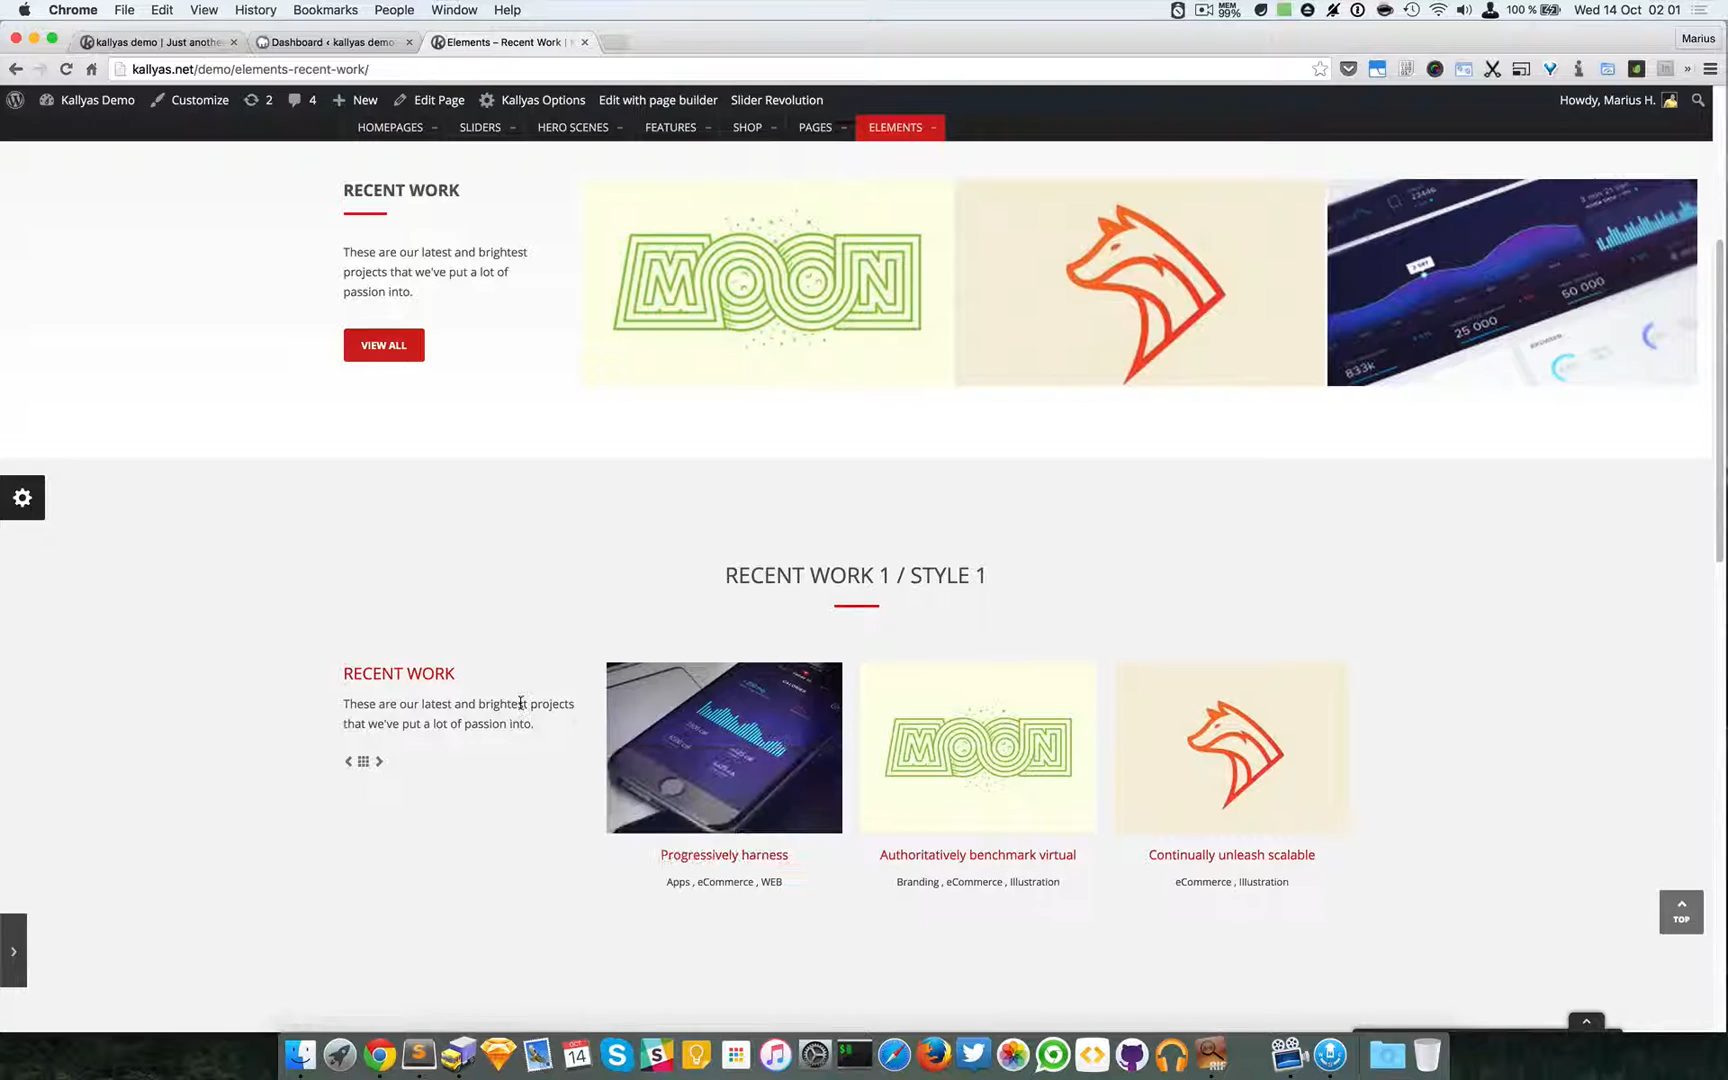 Chrome File Edit View History Bookmarks People Window Help
MEM 99% 100 % Wed 14 Oct 02 01
kallyas demo | Just anothe
Dashboard ‹ kallyas demo
Elements – Recent Work |
Marius
kallyas.net/demo/elements-recent-work/
Kallyas Demo Customize 2 4 New Edit Page Kallyas Options Edit with page builder Slider Revolution
Howdy, Marius H.
HOMEPAGES SLIDERS HERO SCENES FEATURES SHOP PAGES ELEMENTS
RECENT WORK
These are our latest and brightest
projects that we've put a lot of
passion into.
VIEW ALL
MOON
833k
25 000
50 000
RECENT WORK 1 / STYLE 1
RECENT WORK
These are our latest and brightest projects
that we've put a lot of passion into.
MOON
Progressively harness
Apps , eCommerce , WEB
Authoritatively benchmark virtual
Branding , eCommerce , Illustration
Continually unleash scalable
eCommerce , Illustration
TOP
14
RIF